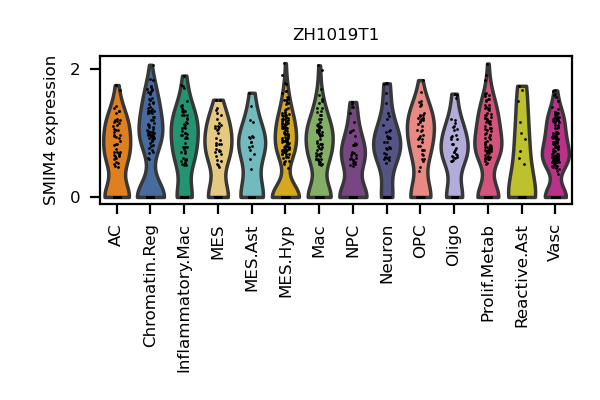 ZH1019T1
SMIM4 expression
2
0
AC
Chromatin.Reg
Inflammatory.Mac
MES
MES.Ast
MES.Hyp
Mac
NPC
Neuron
OPC
Oligo
Prolif.Metab
Reactive.Ast
Vasc